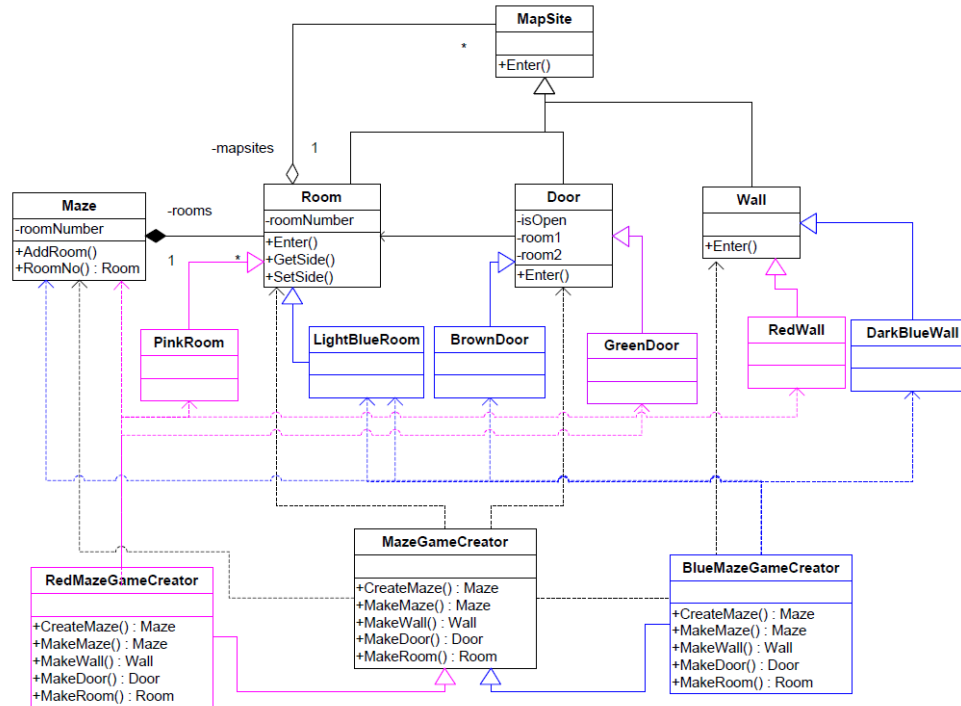 MapSite
*
+Enter()
-mapsites
1
Maze
-roomNumber
+AddRoom()
+RoomNo() : Room
-rooms
1
*
Room
-roomNumber
+Enter()
+GetSide()
+SetSide()
Door
-isOpen
-room1
-room2
+Enter()
Wall
+Enter()
PinkRoom
LightBlueRoom
BrownDoor
GreenDoor
RedWall
DarkBlueWall
RedMazeGameCreator
+CreateMaze() : Maze
+MakeMaze() : Maze
+MakeWall() : Wall
+MakeDoor() : Door
+MakeRoom() : Room
MazeGameCreator
+CreateMaze() : Maze
+MakeMaze() : Maze
+MakeWall() : Wall
+MakeDoor() : Door
+MakeRoom() : Room
BlueMazeGameCreator
+CreateMaze() : Maze
+MakeMaze() : Maze
+MakeWall() : Wall
+MakeDoor() : Door
+MakeRoom() : Room